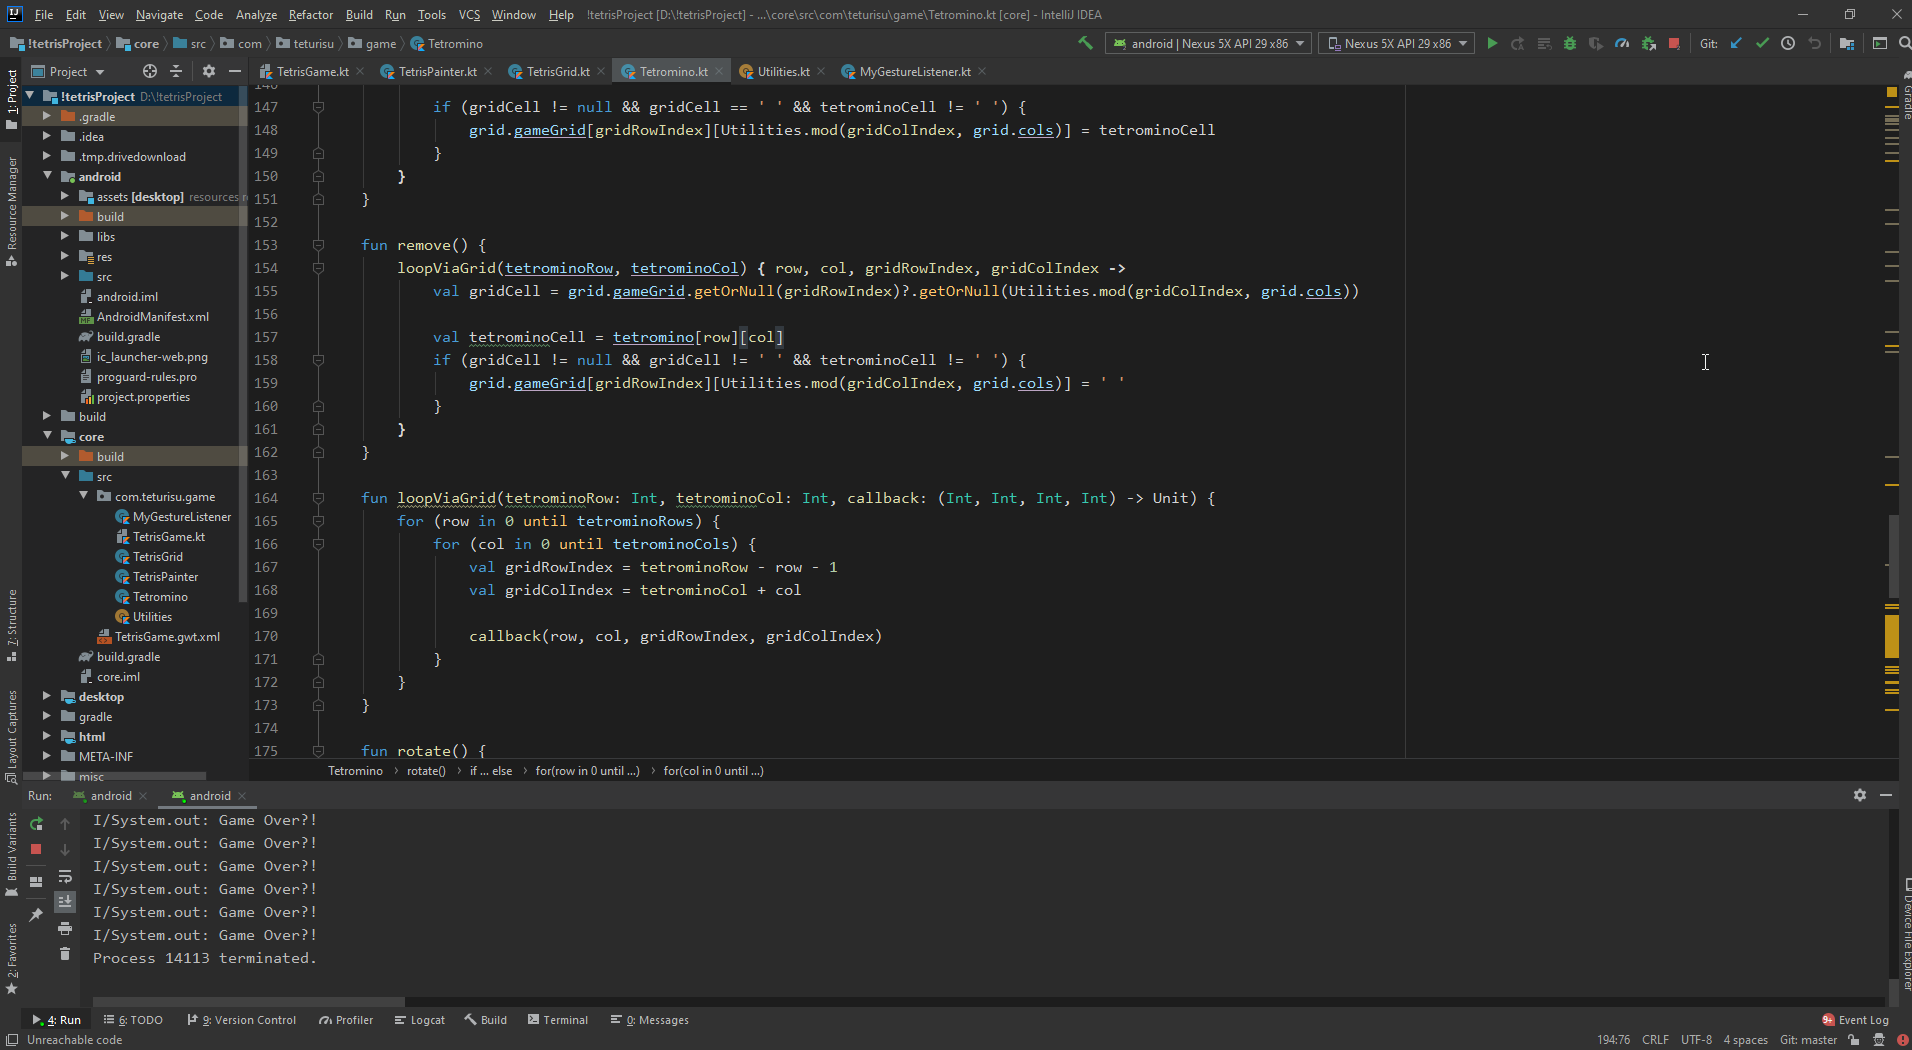 File Edit View Navigate Code Analyze Refactor Build Run Tools VCS Window Help !tetrisProject [D:\!tetrisProject] - ...\core\src\com\teturisu\game\Tetromino.kt [core] - IntelliJ IDEA
!tetrisProject core src com teturisu game Tetromino android | Nexus 5X API 29 x86 Nexus 5X API 29 x86 Git:
Project TetrisGame.kt TetrisPainter.kt TetrisGrid.kt Tetromino.kt Utilities.kt MyGestureListener.kt
1: Project
Resource Manager
7: Structure
Layout Captures
Build Variants
2: Favorites
!tetrisProject D:\!tetrisProject
.gradle
.idea
.tmp.drivedownload
android
assets [desktop] resources r
build
libs
res
src
android.iml
AndroidManifest.xml
build.gradle
ic_launcher-web.png
proguard-rules.pro
project.properties
build
core
build
src
com.teturisu.game
MyGestureListener
TetrisGame.kt
TetrisGrid
TetrisPainter
Tetromino
Utilities
TetrisGame.gwt.xml
build.gradle
core.iml
desktop
gradle
html
META-INF
misc
146
147 if (gridCell != null && gridCell == ' ' && tetrominoCell != ' ') {
148 grid.gameGrid[gridRowIndex][Utilities.mod(gridColIndex, grid.cols)] = tetrominoCell
149 }
150 }
151 }
152
153 fun remove() {
154 loopViaGrid(tetrominoRow, tetrominoCol) { row, col, gridRowIndex, gridColIndex ->
155 val gridCell = grid.gameGrid.getOrNull(gridRowIndex)?.getOrNull(Utilities.mod(gridColIndex, grid.cols))
156
157 val tetrominoCell = tetromino[row][col]
158 if (gridCell != null && gridCell != ' ' && tetrominoCell != ' ') {
159 grid.gameGrid[gridRowIndex][Utilities.mod(gridColIndex, grid.cols)] = ' '
160 }
161 }
162 }
163
164 fun loopViaGrid(tetrominoRow: Int, tetrominoCol: Int, callback: (Int, Int, Int, Int) -> Unit) {
165 for (row in 0 until tetrominoRows) {
166 for (col in 0 until tetrominoCols) {
167 val gridRowIndex = tetrominoRow - row - 1
168 val gridColIndex = tetrominoCol + col
169
170 callback(row, col, gridRowIndex, gridColIndex)
171 }
172 }
173 }
174
175 fun rotate() {
Tetromino › rotate() › if ... else › for(row in 0 until ...) › for(col in 0 until ...)
Gradle
Device File Explorer
Run: android android
I/System.out: Game Over?!
I/System.out: Game Over?!
I/System.out: Game Over?!
I/System.out: Game Over?!
I/System.out: Game Over?!
I/System.out: Game Over?!
Process 14113 terminated.
4: Run 6: TODO 9: Version Control Profiler Logcat Build Terminal 0: Messages 9+ Event Log
Unreachable code 194:76 CRLF UTF-8 4 spaces Git: master